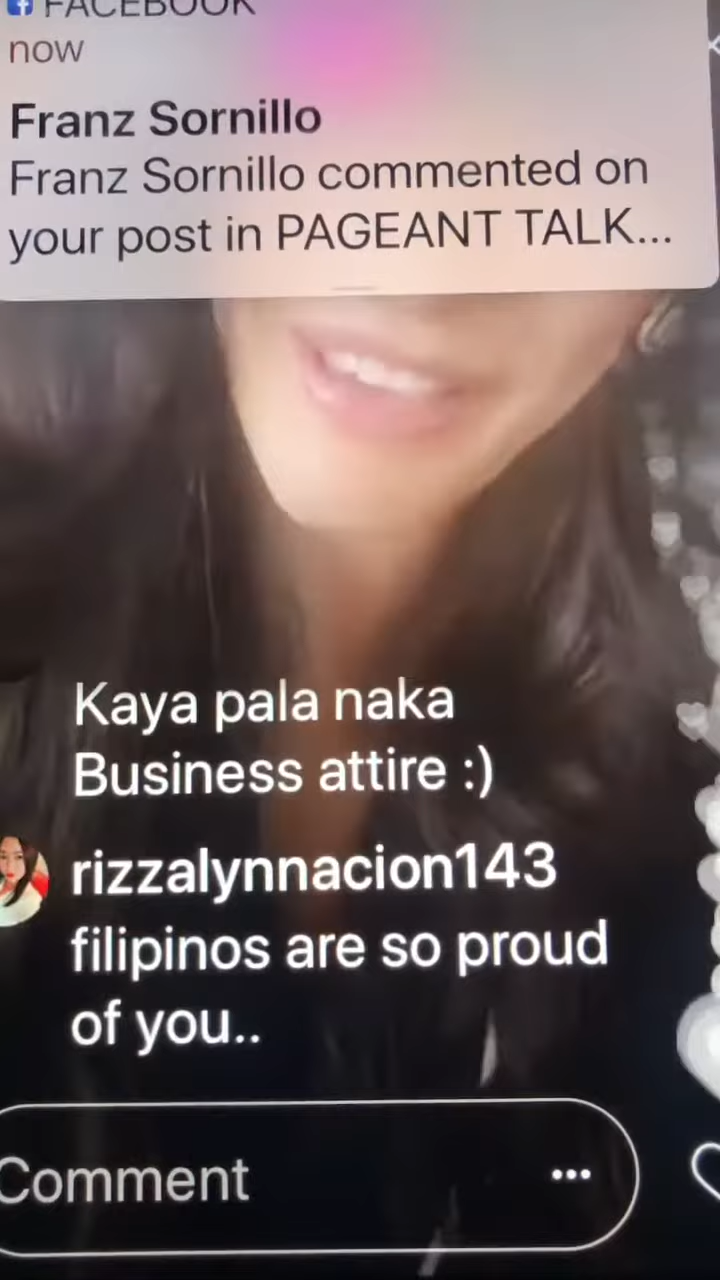 FACEBOOK
now
Franz Sornillo
Franz Sornillo commented on
your post in PAGEANT TALK...
Kaya pala naka
Business attire :)
rizzalynnacion143
filipinos are so proud
of you..
Comment